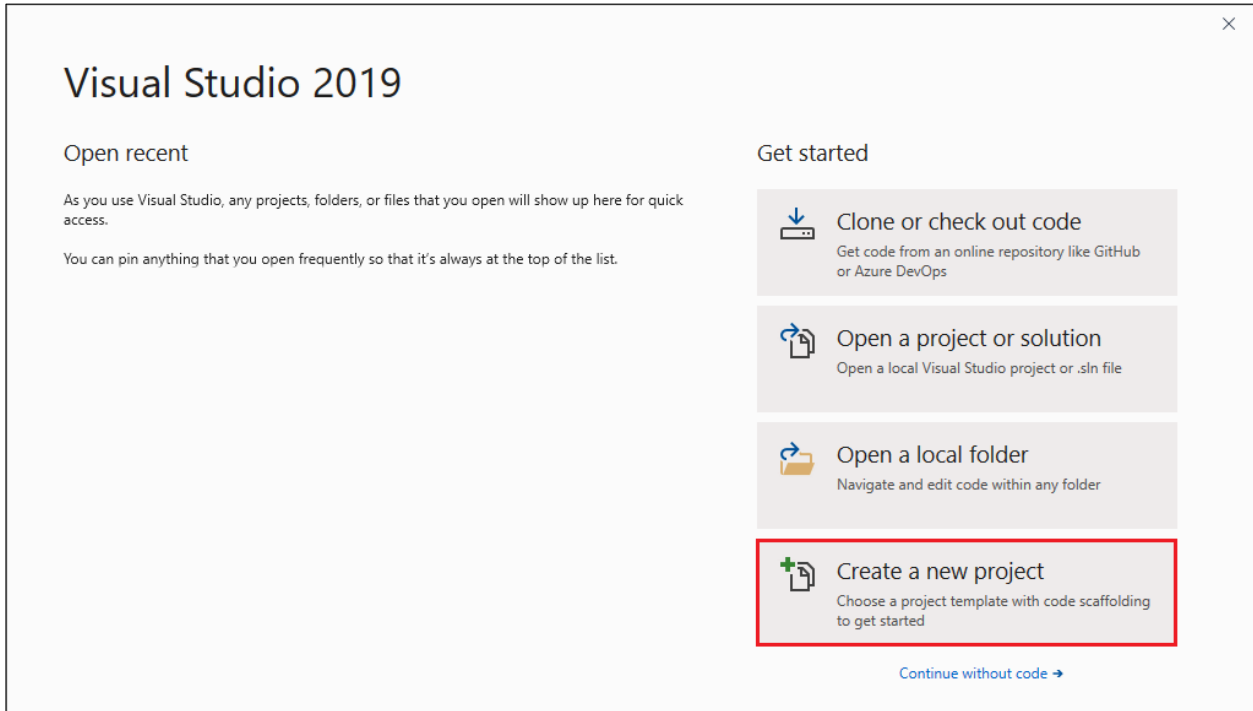 Visual Studio 2019
Open recent
As you use Visual Studio, any projects, folders, or files that you open will show up here for quick
access.
You can pin anything that you open frequently so that it's always at the top of the list.
Get started
Clone or check out code
Get code from an online repository like GitHub
or Azure DevOps
Open a project or solution
Open a local Visual Studio project or .sln file
Open a local folder
Navigate and edit code within any folder
Create a new project
Choose a project template with code scaffolding
to get started
Continue without code →